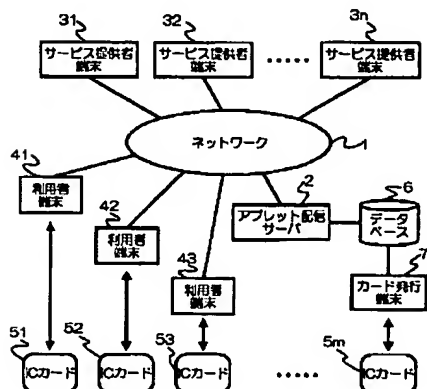 31
32
3n
サービス提供者
端末
サービス提供者
端末
‥‥‥
サービス提供者
端末
ネットワーク
1
41
利用者
端末
42
利用者
端末
43
利用者
端末
2
アプレット配信
サーバ
6
データ
ベース
7
カード発行
端末
51
ICカード
52
ICカード
53
ICカード
‥‥‥
5m
ICカード